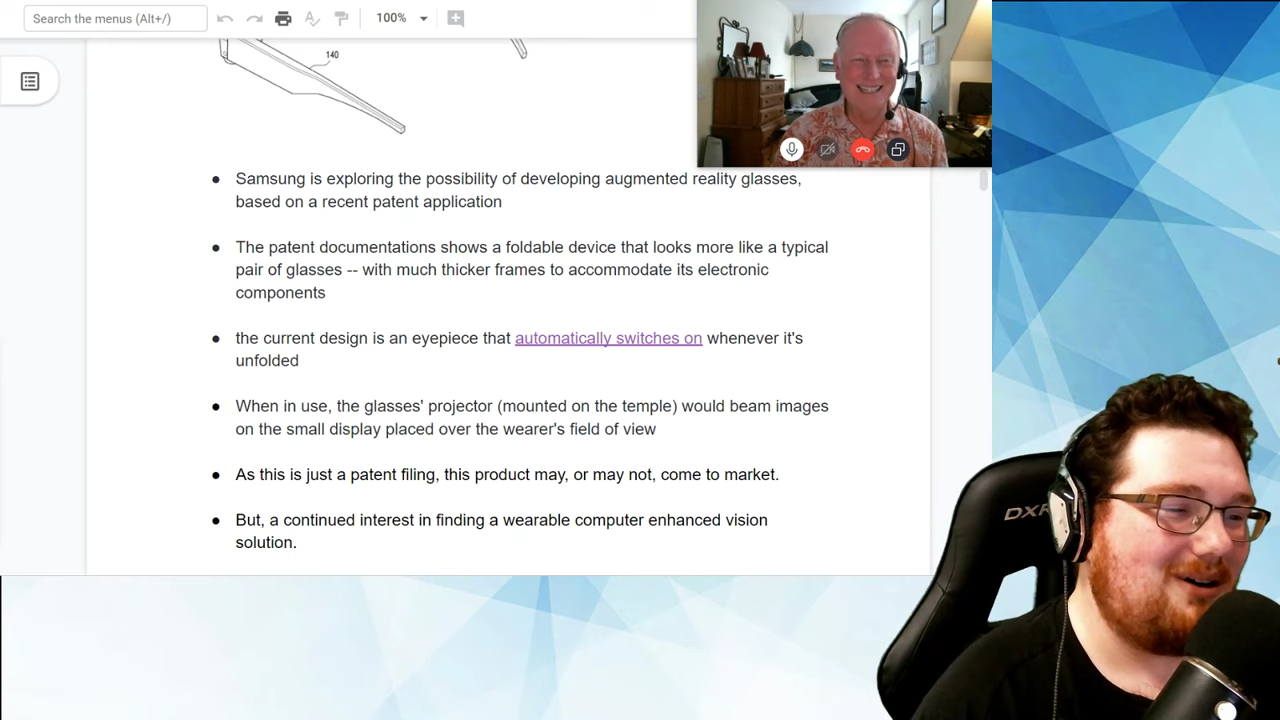 Search the menus (Alt+/)
100%
140
● Samsung is exploring the possibility of developing augmented reality glasses,
based on a recent patent application
● The patent documentations shows a foldable device that looks more like a typical
pair of glasses -- with much thicker frames to accommodate its electronic
components
● the current design is an eyepiece that automatically switches on whenever it's
unfolded
● When in use, the glasses' projector (mounted on the temple) would beam images
on the small display placed over the wearer's field of view
● As this is just a patent filing, this product may, or may not, come to market.
● But, a continued interest in finding a wearable computer enhanced vision
solution.